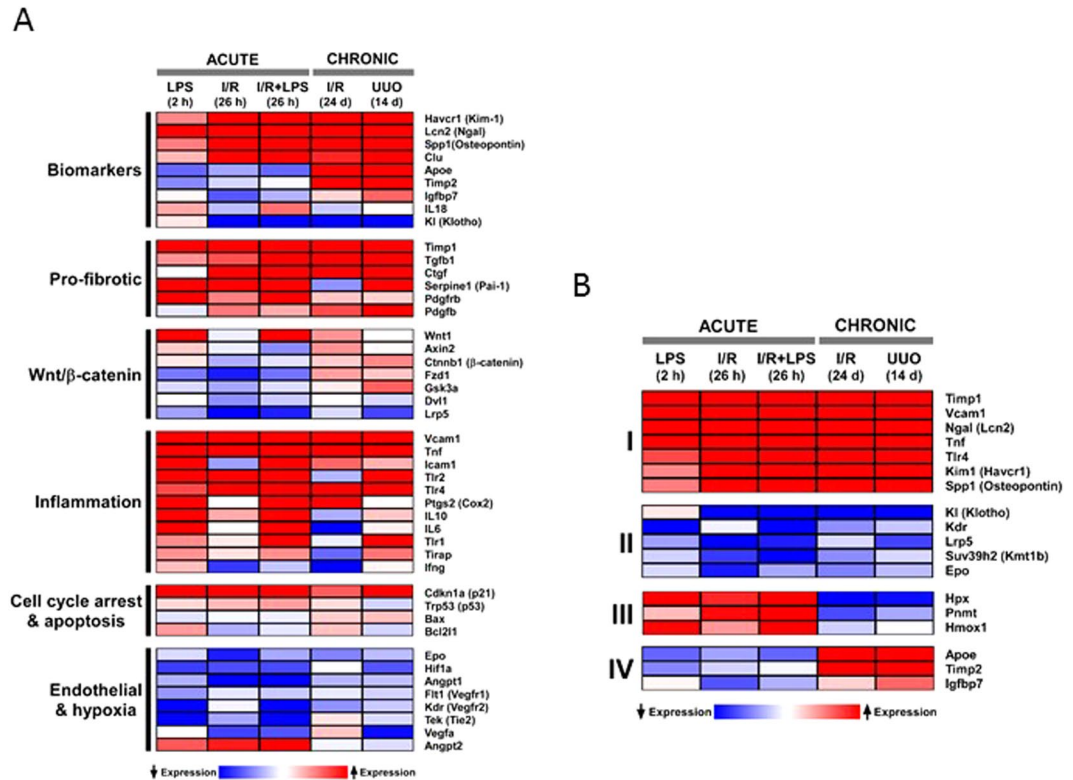 A
ACUTE CHRONIC
LPS I/R I/R+LPS I/R UUO
(2 h) (26 h) (26 h) (24 d) (14 d)
Biomarkers
Havcr1 (Kim-1)
Lcn2 (Ngal)
Spp1(Osteopontin)
Clu
Apoe
Timp2
Igfbp7
IL18
Kl (Klotho)
Pro-fibrotic
Timp1
Tgfb1
Ctgf
Serpine1 (Pai-1)
Pdgfrb
Pdgfb
Wnt/β-catenin
Wnt1
Axin2
Ctnnb1 (β-catenin)
Fzd1
Gsk3a
Dvl1
Lrp5
Inflammation
Vcam1
Tnf
Icam1
Tlr2
Tlr4
Ptgs2 (Cox2)
IL10
IL6
Tlr1
Tirap
Ifng
Cell cycle arrest
& apoptosis
Cdkn1a (p21)
Trp53 (p53)
Bax
Bcl2l1
Endothelial
& hypoxia
Epo
Hif1a
Angpt1
Flt1 (Vegfr1)
Kdr (Vegfr2)
Tek (Tie2)
Vegfa
Angpt2
Expression Expression
B
ACUTE CHRONIC
LPS I/R I/R+LPS I/R UUO
(2 h) (26 h) (26 h) (24 d) (14 d)
I
Timp1
Vcam1
Ngal (Lcn2)
Tnf
Tlr4
Kim1 (Havcr1)
Spp1 (Osteopontin)
II
Kl (Klotho)
Kdr
Lrp5
Suv39h2 (Kmt1b)
Epo
III
Hpx
Pnmt
Hmox1
IV
Apoe
Timp2
Igfbp7
Expression Expression